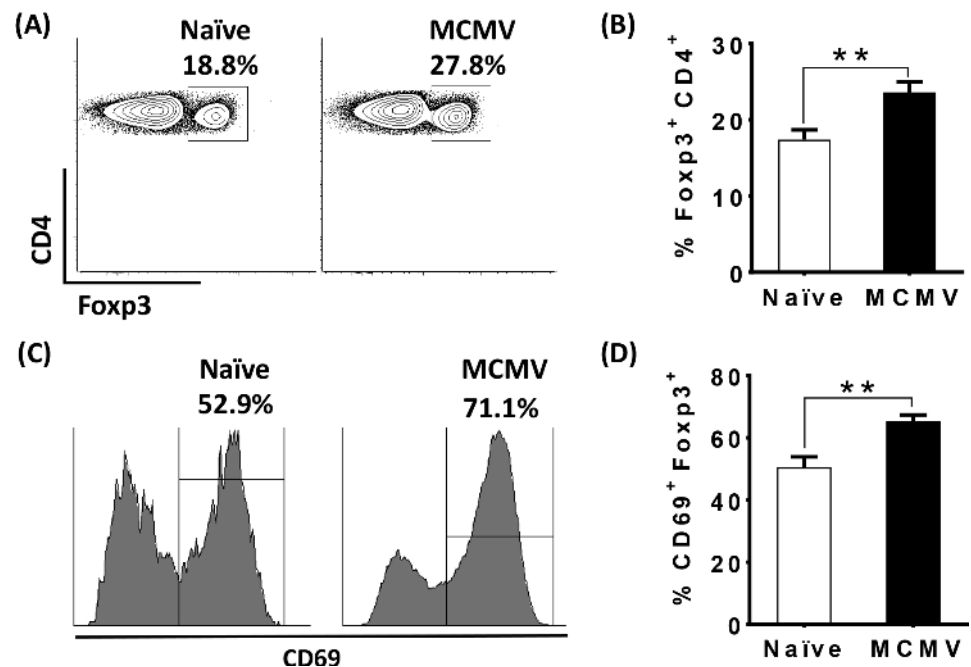 (A)
Naïve
18.8%
MCMV
27.8%
CD4
Foxp3
(B)
% Foxp3+ CD4+
30
20
10
0
**
Naïve MCMV
(C)
Naïve
52.9%
MCMV
71.1%
CD69
(D)
% CD69+ Foxp3+
80
60
40
20
0
**
Naïve MCMV